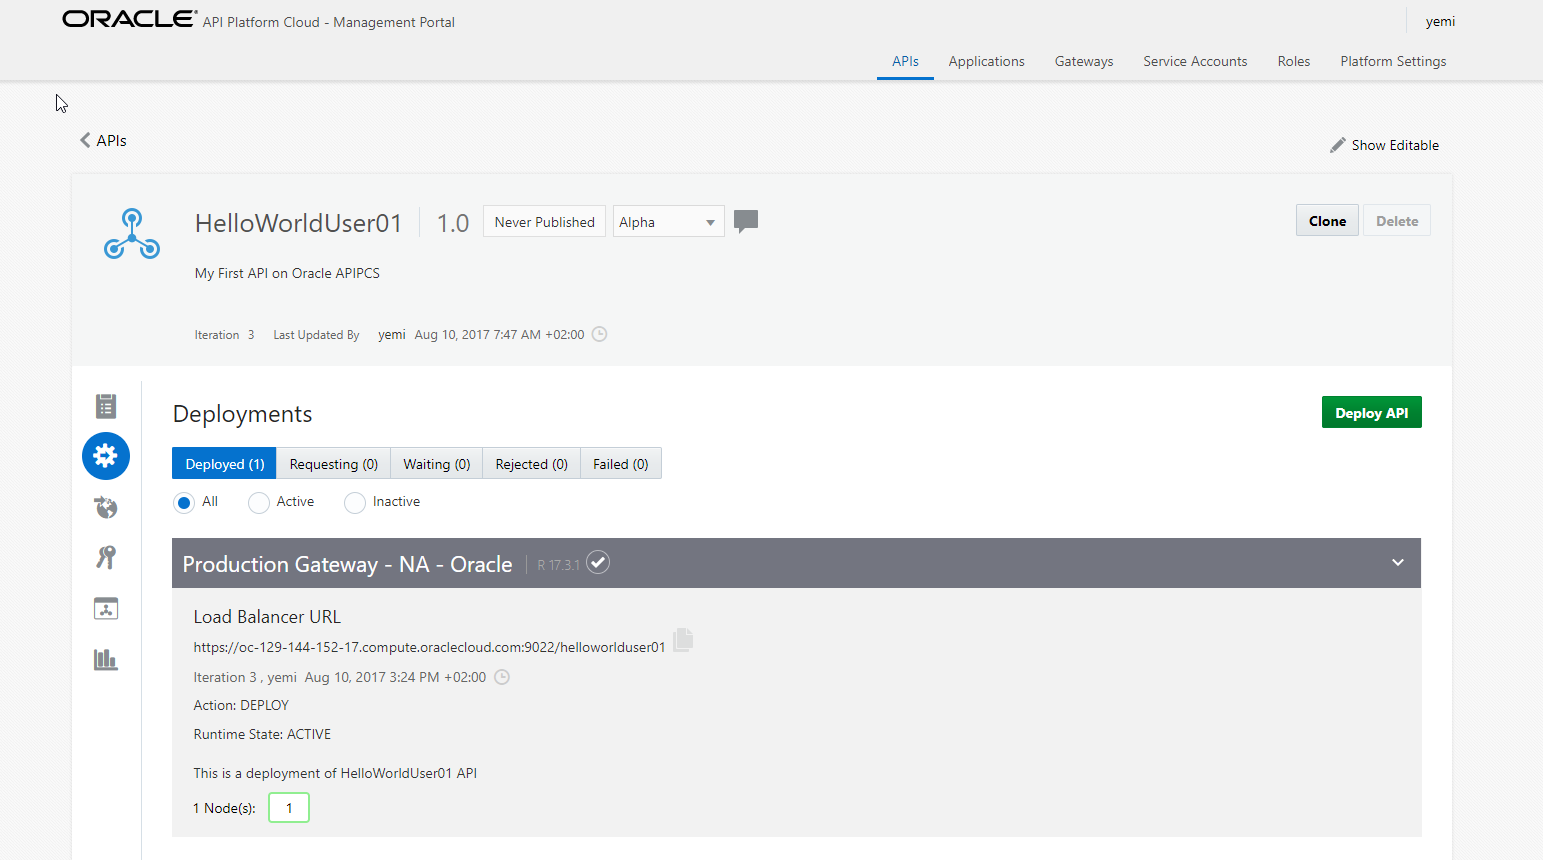 ORACLE® API Platform Cloud - Management Portal
yemi
APIs Applications Gateways Service Accounts Roles Platform Settings
APIs
Show Editable
HelloWorldUser01 1.0 Never Published Alpha
Clone Delete
My First API on Oracle APIPCS
Iteration 3 Last Updated By yemi Aug 10, 2017 7:47 AM +02:00
Deployments
Deploy API
Deployed (1) Requesting (0) Waiting (0) Rejected (0) Failed (0)
All Active Inactive
Production Gateway - NA - Oracle R 17.3.1
Load Balancer URL
https://oc-129-144-152-17.compute.oraclecloud.com:9022/helloworlduser01
Iteration 3 , yemi Aug 10, 2017 3:24 PM +02:00
Action: DEPLOY
Runtime State: ACTIVE
This is a deployment of HelloWorldUser01 API
1 Node(s): 1